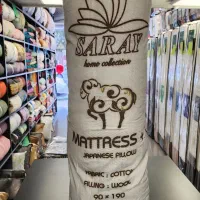 SARAY
home collection
MATTRESS +
JAPANESE PILLOW
FABRIC : COTTON
FILLING : WOOL
90 × 190